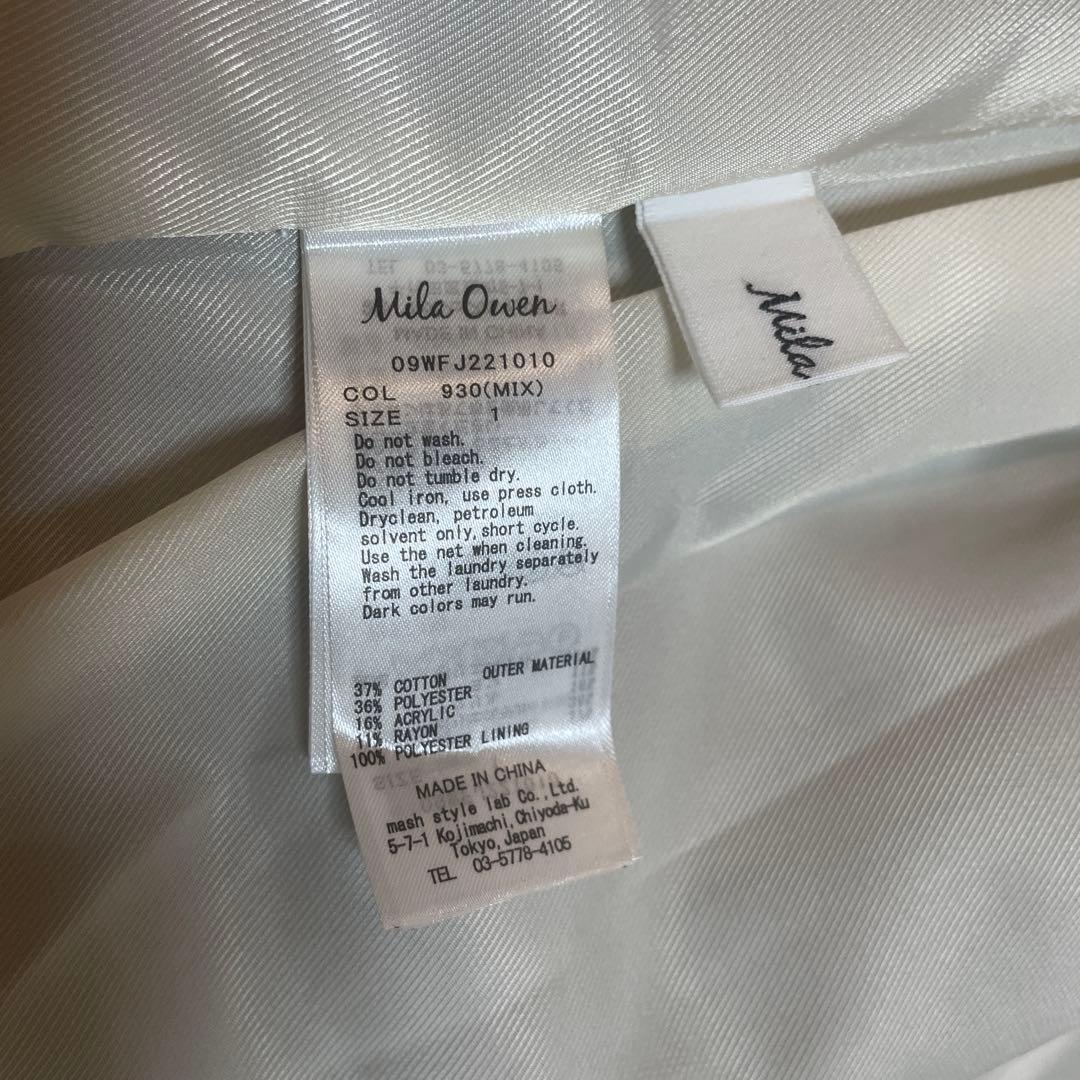 Mila Owen
09WFJ221010
COL 930(MIX)
SIZE 1
Do not wash.
Do not bleach.
Do not tumble dry.
Cool iron, use press cloth.
Dryclean, petroleum
solvent only, short cycle.
Use the net when cleaning.
Wash the laundry separately
from other laundry.
Dark colors may run.
37% COTTON OUTER MATERIAL
36% POLYESTER
16% ACRYLIC
11% RAYON
100% POLYESTER LINING
MADE IN CHINA
mash style lab Co.,Ltd.
5-7-1 Kojimachi,Chiyoda-Ku
Tokyo,Japan
TEL 03-5778-4105
Mila